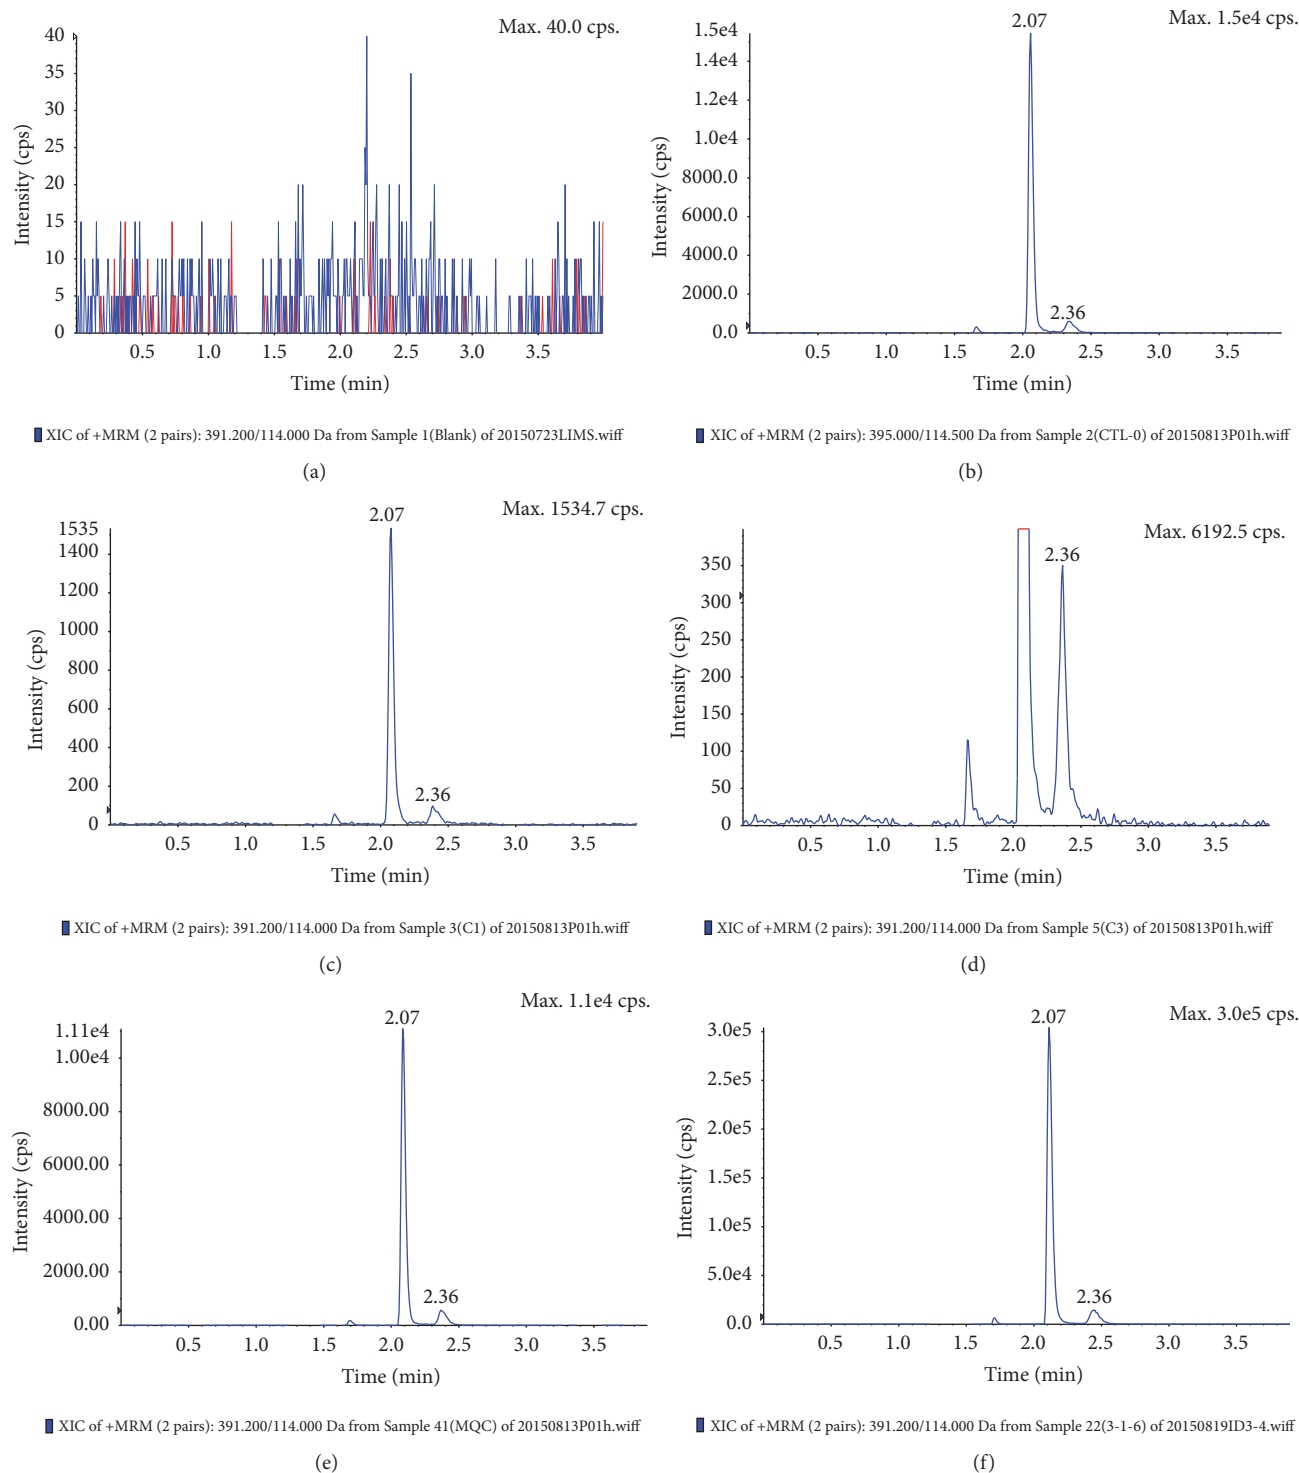 Max. 40.0 cps.
40
35
30
25
20
15
10
5
0
Intensity (cps)
0.5 1.0 1.5 2.0 2.5 3.0 3.5
Time (min)
XIC of +MRM (2 pairs): 391.200/114.000 Da from Sample 1(Blank) of 20150723LIMS.wiff
(a)
Max. 1.5e4 cps.
2.07
1.5e4
1.4e4
1.2e4
1.0e4
8000.0
6000.0
4000.0
2000.0
0.0
2.36
Intensity (cps)
0.5 1.0 1.5 2.0 2.5 3.0 3.5
Time (min)
XIC of +MRM (2 pairs): 395.000/114.500 Da from Sample 2(CTL-0) of 20150813P01h.wiff
(b)
Max. 1534.7 cps.
2.07
1535
1400
1200
1000
800
600
400
200
0
2.36
Intensity (cps)
0.5 1.0 1.5 2.0 2.5 3.0 3.5
Time (min)
XIC of +MRM (2 pairs): 391.200/114.000 Da from Sample 3(C1) of 20150813P01h.wiff
(c)
Max. 6192.5 cps.
2.36
350
300
250
200
150
100
50
0
Intensity (cps)
0.5 1.0 1.5 2.0 2.5 3.0 3.5
Time (min)
XIC of +MRM (2 pairs): 391.200/114.000 Da from Sample 5(C3) of 20150813P01h.wiff
(d)
Max. 1.1e4 cps.
2.07
1.11e4
1.00e4
8000.00
6000.00
4000.00
2000.00
0.00
2.36
Intensity (cps)
0.5 1.0 1.5 2.0 2.5 3.0 3.5
Time (min)
XIC of +MRM (2 pairs): 391.200/114.000 Da from Sample 41(MQC) of 20150813P01h.wiff
(e)
Max. 3.0e5 cps.
2.07
3.0e5
2.5e5
2.0e5
1.5e5
1.0e5
5.0e4
0.0
2.36
Intensity (cps)
0.5 1.0 1.5 2.0 2.5 3.0 3.5
Time (min)
XIC of +MRM (2 pairs): 391.200/114.000 Da from Sample 22(3-1-6) of 20150819ID3-4.wiff
(f)